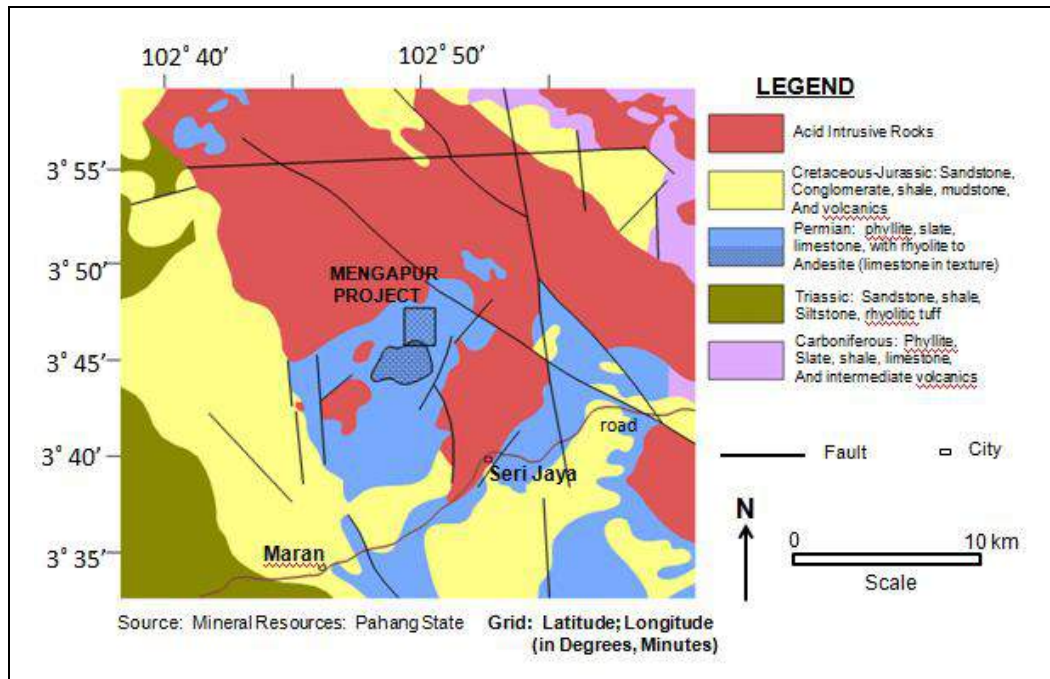 102˚ 40’ 102˚ 50’
LEGEND
Acid Intrusive Rocks
3˚ 55’
Cretaceous-Jurassic: Sandstone,
Conglomerate, shale, mudstone,
And volcanics
Permian: phyllite, slate,
limestone, with rhyolite to
Andesite (limestone in texture)
3˚ 50’
MENGAPUR
PROJECT
Triassic: Sandstone, shale,
Siltstone, rhyolitic tuff
3˚ 45’
Carboniferous: Phyllite,
Slate, shale, limestone,
And intermediate volcanics
road
Fault
City
3˚ 40’
Seri Jaya
N
0 10 km
Scale
3˚ 35’
Maran
Source: Mineral Resources: Pahang State Grid: Latitude; Longitude
(in Degrees, Minutes)